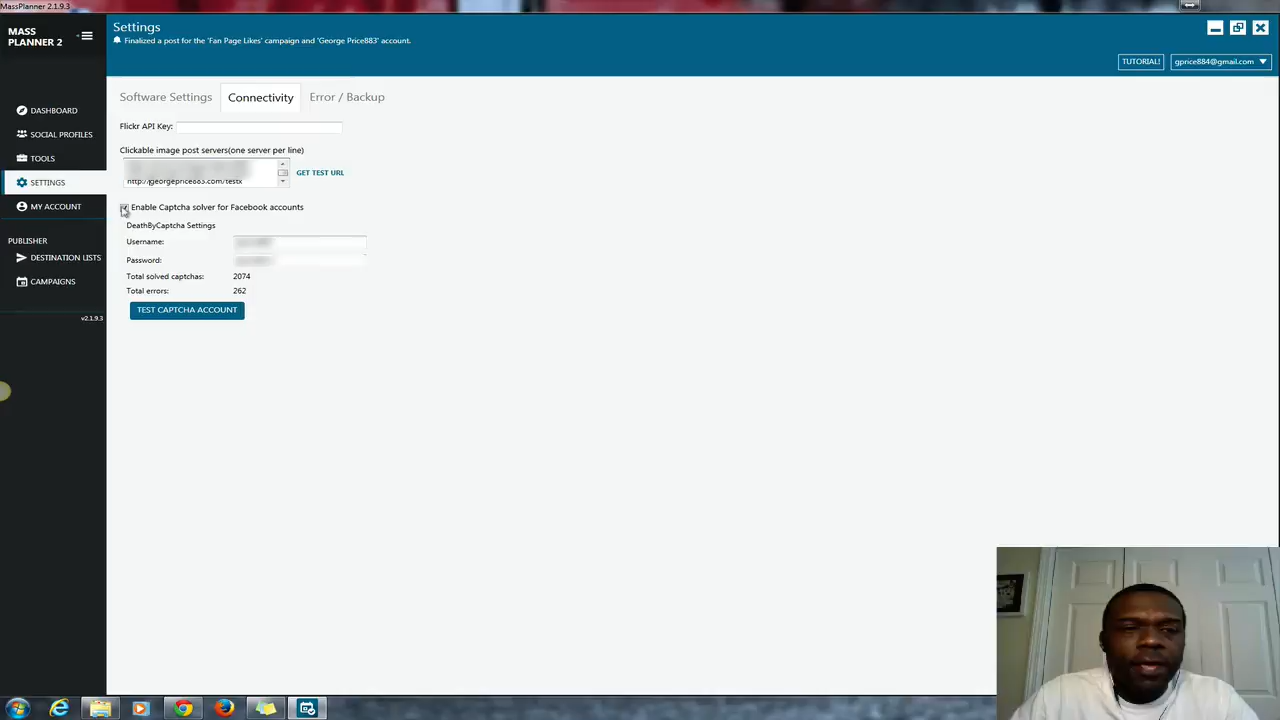 MassPlanner 2.1.9.3
MASS
PLANNER 2
Settings
Finalized a post for the 'Fan Page Likes' campaign and 'George Price883' account.
TUTORIAL!
gprice884@gmail.com
DASHBOARD
SOCIAL PROFILES
TOOLS
SETTINGS
MY ACCOUNT
PUBLISHER
DESTINATION LISTS
CAMPAIGNS
v2.1.9.3
Software Settings
Connectivity
Error / Backup
Flickr API Key:
Clickable image post servers(one server per line)
http://georgeprice883.com/testx
GET TEST URL
Enable Captcha solver for Facebook accounts
DeathByCaptcha Settings
Username:
Password:
Total solved captchas: 2074
Total errors: 262
TEST CAPTCHA ACCOUNT